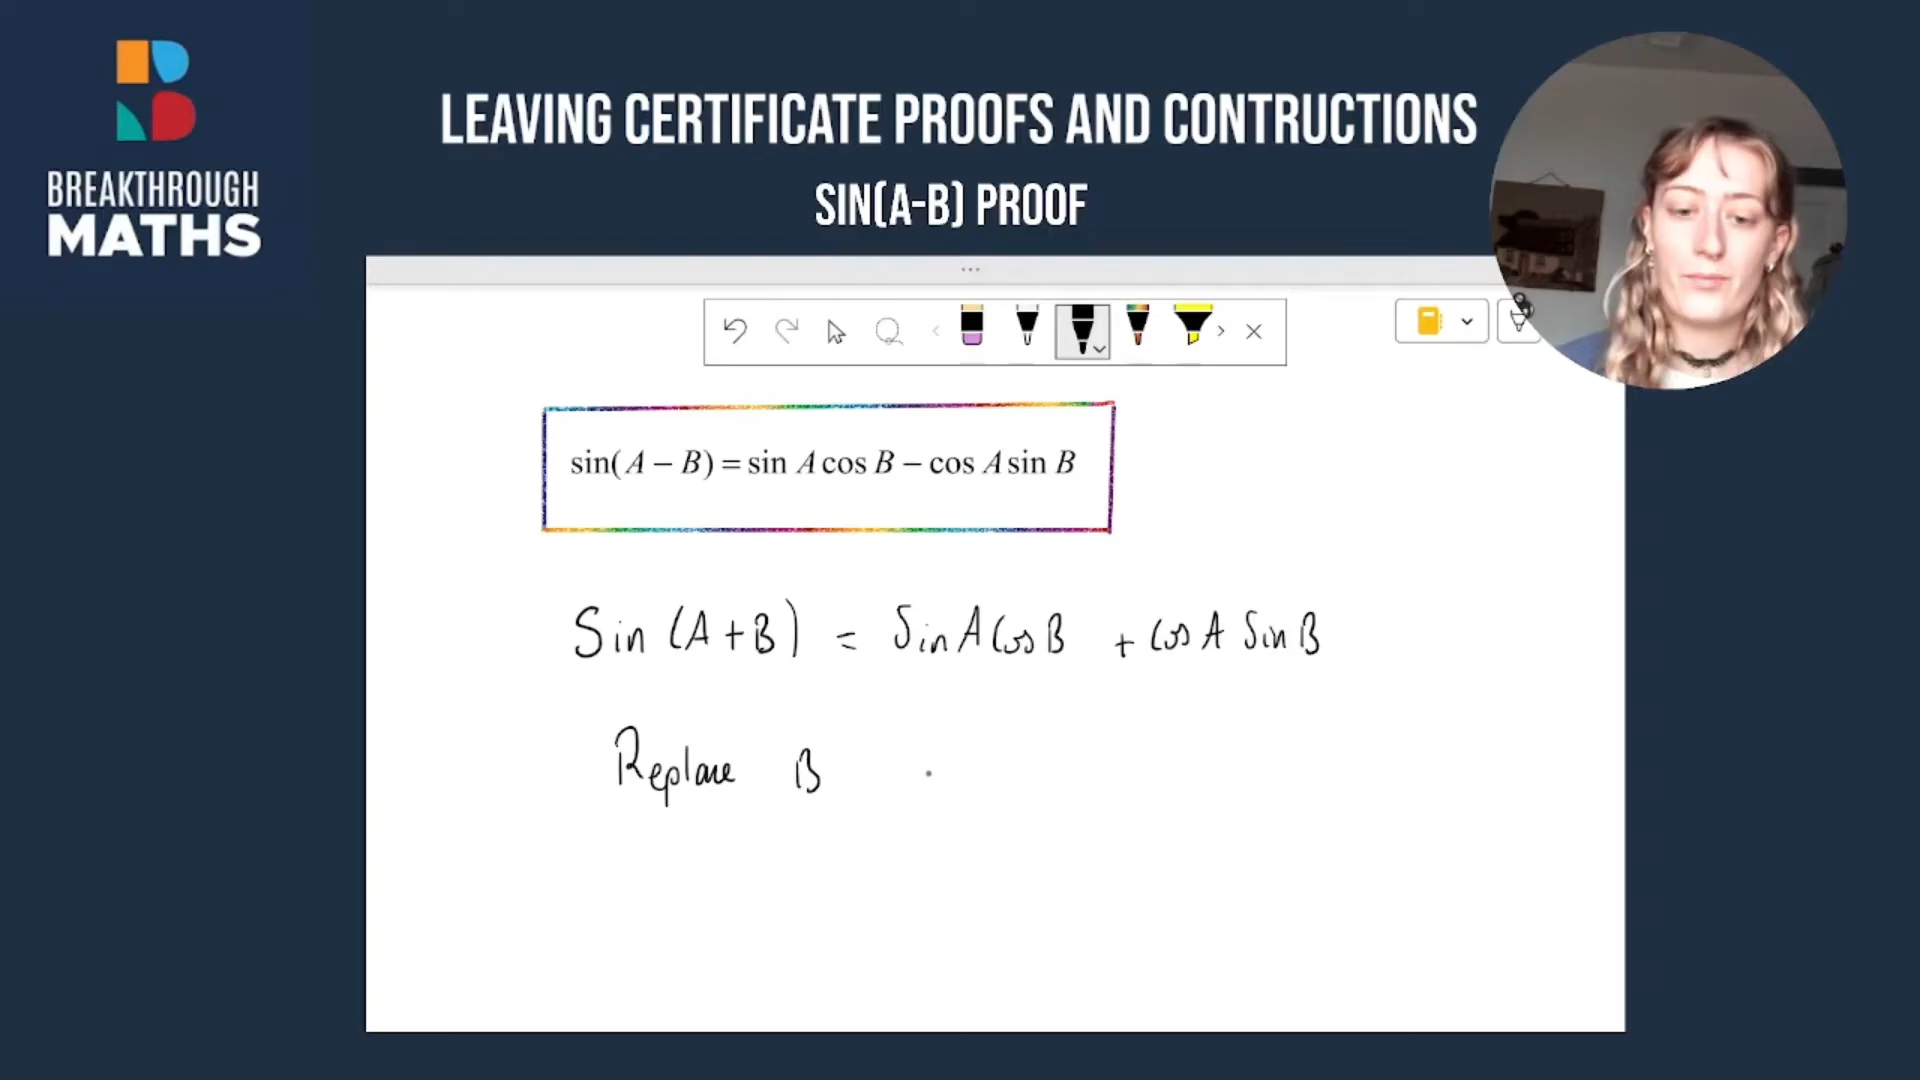 BREAKTHROUGH
MATHS
LEAVING CERTIFICATE PROOFS AND CONTRUCTIONS
SIN(A-B) PROOF
sin(A − B) = sin A cos B − cos A sin B
Sin (A+B) = Sin A Cos B + Cos A Sin B
Replace B